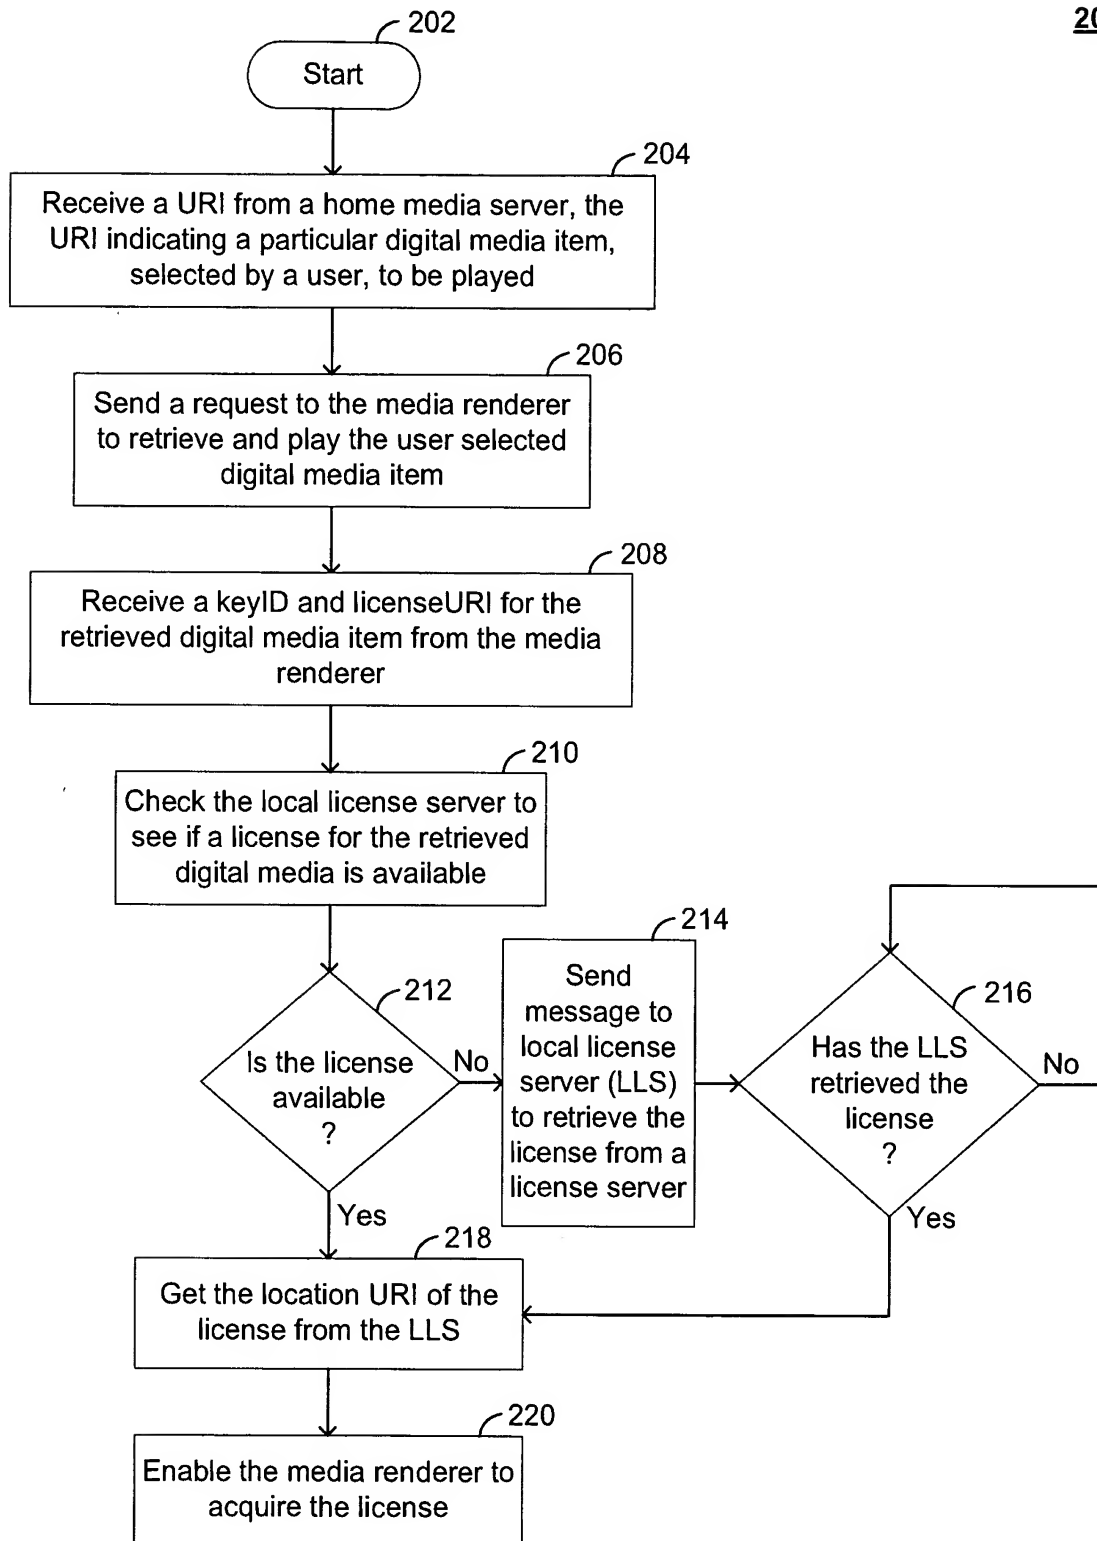 202
20
Start
204
Receive a URI from a home media server, the
URI indicating a particular digital media item,
selected by a user, to be played
206
Send a request to the media renderer
to retrieve and play the user selected
digital media item
208
Receive a keyID and licenseURI for the
retrieved digital media item from the media
renderer
210
Check the local license server to
see if a license for the retrieved
digital media is available
212
Is the license
available
?
No
Yes
214
Send
message to
local license
server (LLS)
to retrieve the
license from a
license server
216
Has the LLS
retrieved the
license
?
No
Yes
218
Get the location URI of the
license from the LLS
220
Enable the media renderer to
acquire the license